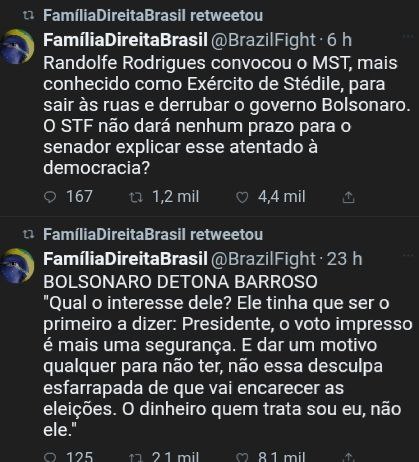 FamíliaDireitaBrasil retweetou
FamíliaDireitaBrasil @BrazilFight · 6 h
Randolfe Rodrigues convocou o MST, mais
conhecido como Exército de Stédile, para
sair às ruas e derrubar o governo Bolsonaro.
O STF não dará nenhum prazo para o
senador explicar esse atentado à
democracia?
167 1,2 mil 4,4 mil
FamíliaDireitaBrasil retweetou
FamíliaDireitaBrasil @BrazilFight · 23 h
BOLSONARO DETONA BARROSO
"Qual o interesse dele? Ele tinha que ser o
primeiro a dizer: Presidente, o voto impresso
é mais uma segurança. E dar um motivo
qualquer para não ter, não essa desculpa
esfarrapada de que vai encarecer as
eleições. O dinheiro quem trata sou eu, não
ele."
125 2,1 mil 8,1 mil